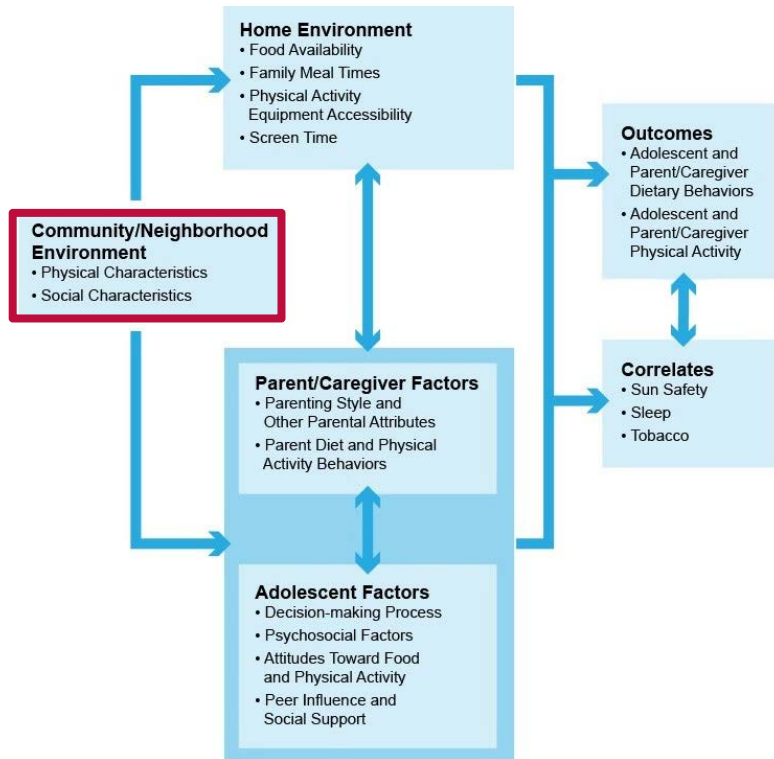 Home Environment
• Food Availability
• Family Meal Times
• Physical Activity
Equipment Accessibility
• Screen Time
Community/Neighborhood
Environment
• Physical Characteristics
• Social Characteristics
Parent/Caregiver Factors
• Parenting Style and
Other Parental Attributes
• Parent Diet and Physical
Activity Behaviors
Adolescent Factors
• Decision-making Process
• Psychosocial Factors
• Attitudes Toward Food
and Physical Activity
• Peer Influence and
Social Support
Outcomes
• Adolescent and
Parent/Caregiver
Dietary Behaviors
• Adolescent and
Parent/Caregiver
Physical Activity
Correlates
• Sun Safety
• Sleep
• Tobacco